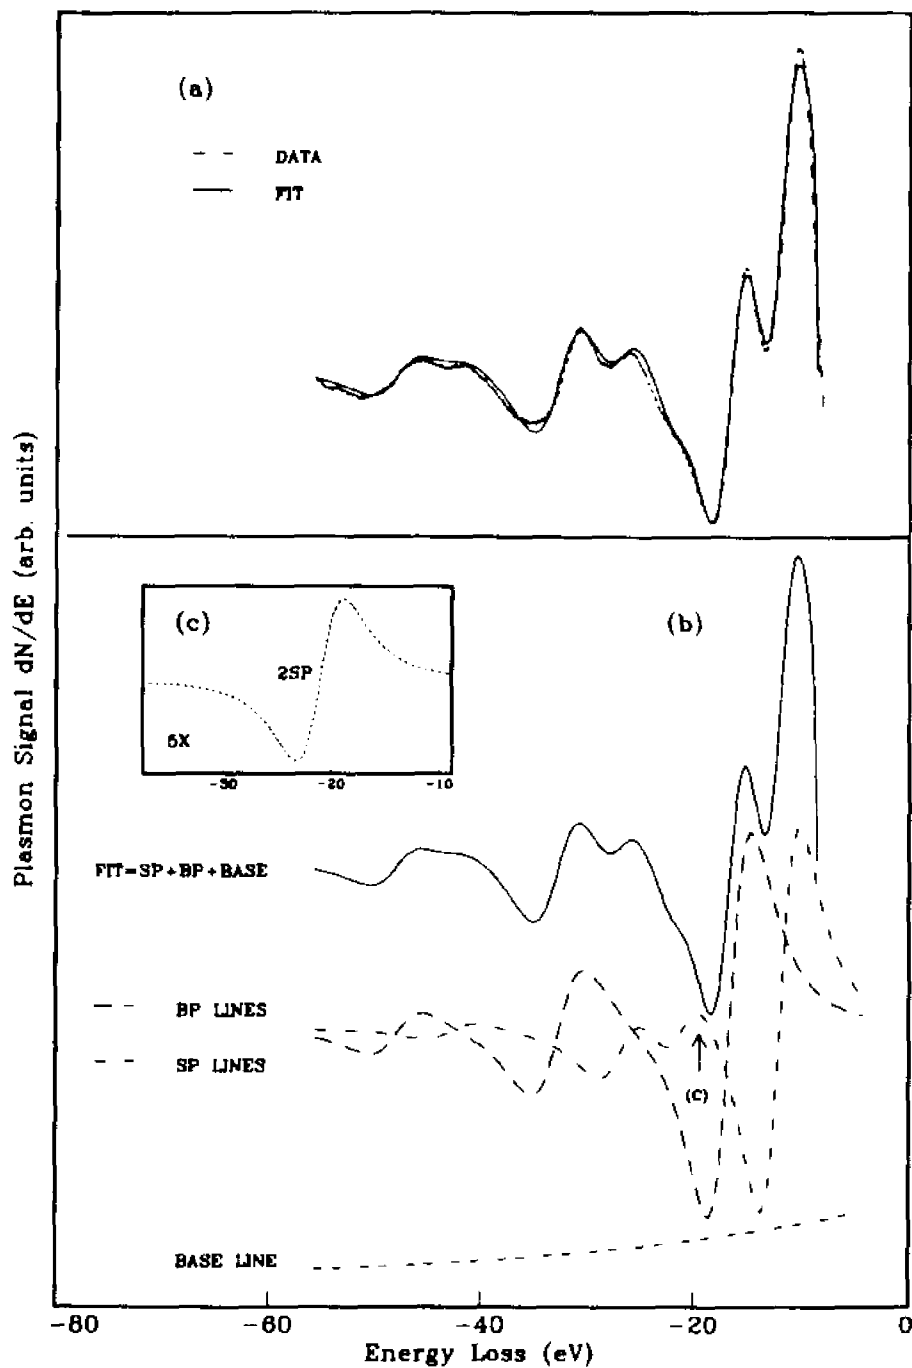 (a)
DATA
FIT
Plasmon Signal dN/dE (arb. units)
(c)
2SP
5X
-30 -20 -10
(b)
FIT=SP+BP+BASE
BP LINES
SP LINES
(C)
BASE LINE
-80 -60 -40 -20 0
Energy Loss (eV)